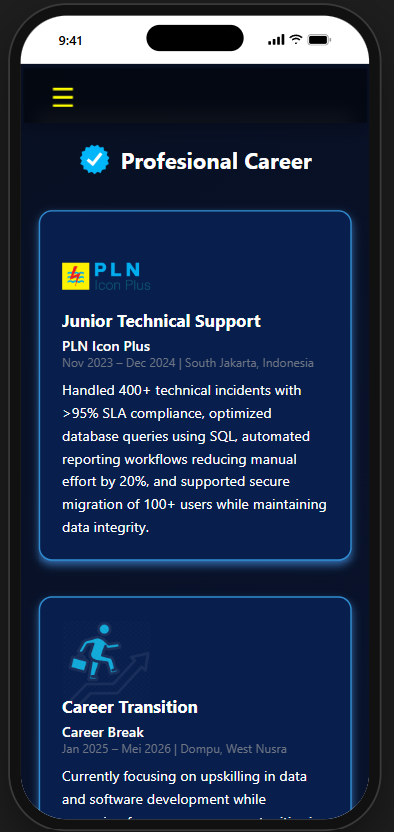 9:41
Profesional Career
PLN
Icon Plus
Junior Technical Support
PLN Icon Plus
Nov 2023 – Dec 2024 | South Jakarta, Indonesia
Handled 400+ technical incidents with
>95% SLA compliance, optimized
database queries using SQL, automated
reporting workflows reducing manual
effort by 20%, and supported secure
migration of 100+ users while maintaining
data integrity.
Career Transition
Career Break
Jan 2025 – Mei 2026 | Dompu, West Nusra
Currently focusing on upskilling in data
and software development while